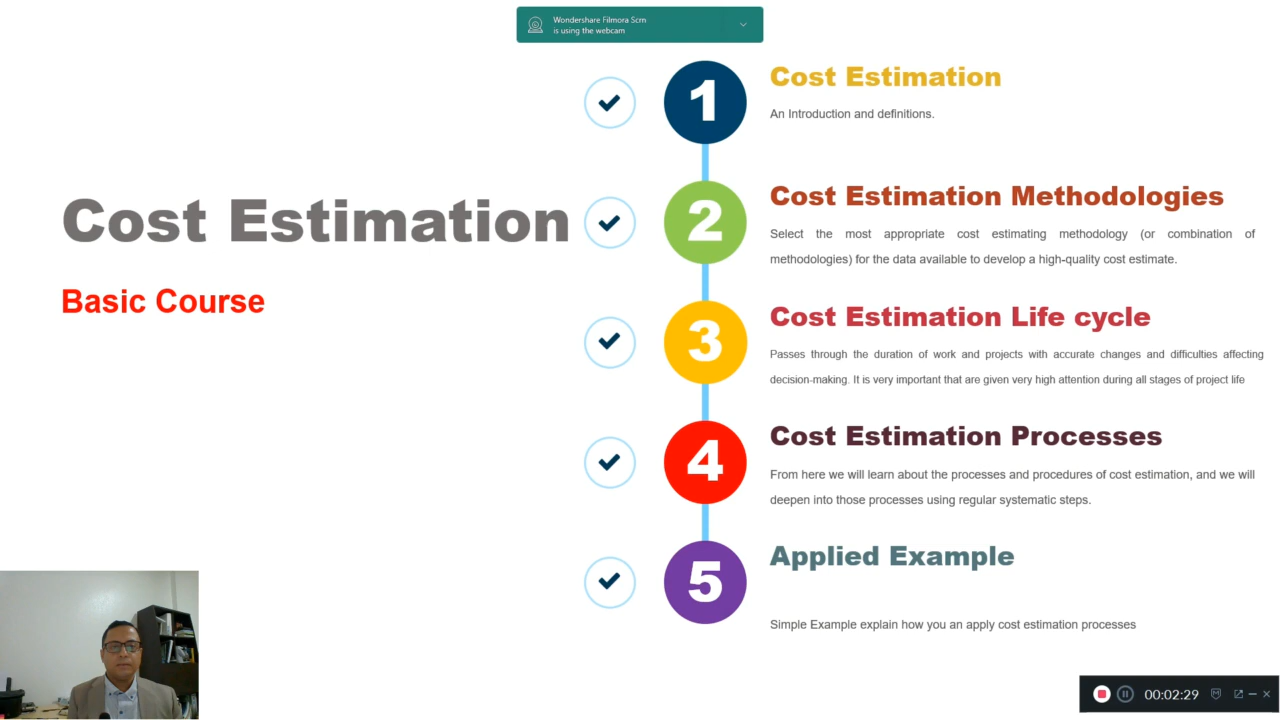 Wondershare Filmora Scrn
is using the webcam
Cost Estimation
Basic Course
1
Cost Estimation
An Introduction and definitions.
2
Cost Estimation Methodologies
Select the most appropriate cost estimating methodology (or combination of
methodologies) for the data available to develop a high-quality cost estimate.
3
Cost Estimation Life cycle
Passes through the duration of work and projects with accurate changes and difficulties affecting
decision-making. It is very important that are given very high attention during all stages of project life
4
Cost Estimation Processes
From here we will learn about the processes and procedures of cost estimation, and we will
deepen into those processes using regular systematic steps.
5
Applied Example
Simple Example explain how you an apply cost estimation processes
00:02:29